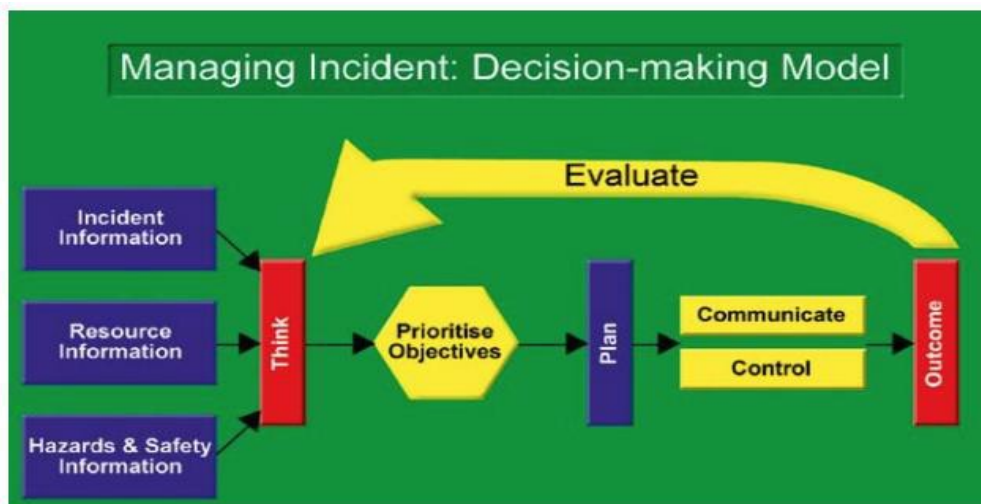 Managing Incident: Decision-making Model
Evaluate
Incident
Information
Resource
Information
Hazards & Safety
Information
Think
Prioritise
Objectives
Plan
Communicate
Control
Outcome